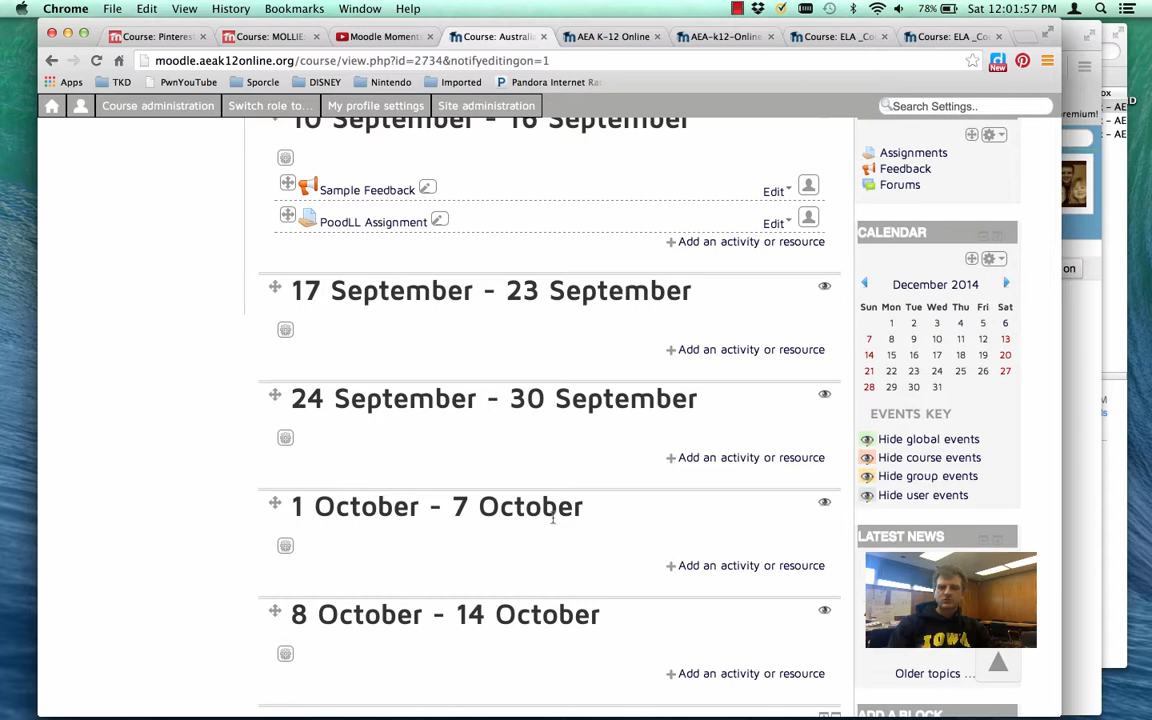 Chrome File Edit View History Bookmarks Window Help 78% Sat 12:01:57 PM
Course: Pinteres × Course: MOLLIE: × Moodle Moment × Course: Australia × AEA K-12 Online × AEA-k12-Online × Course: ELA _Co × Course: ELA _Co ×
moodle.aeak12online.org/course/view.php?id=2734&notifyeditingon=1
Apps TKD PwnYouTube Sporcle DISNEY Nintendo Imported Pandora Internet Ra
Course administration Switch role to... My profile settings Site administration Search Settings..
10 September - 16 September
Sample Feedback Edit
PoodLL Assignment Edit
+ Add an activity or resource
17 September - 23 September
+ Add an activity or resource
24 September - 30 September
+ Add an activity or resource
1 October - 7 October
+ Add an activity or resource
8 October - 14 October
+ Add an activity or resource
Assignments
Feedback
Forums
CALENDAR
December 2014
Sun Mon Tue Wed Thu Fri Sat
1 2 3 4 5 6
7 8 9 10 11 12 13
14 15 16 17 18 19 20
21 22 23 24 25 26 27
28 29 30 31
EVENTS KEY
Hide global events
Hide course events
Hide group events
Hide user events
LATEST NEWS
IOWA
Older topics ...
ADD A BLOCK